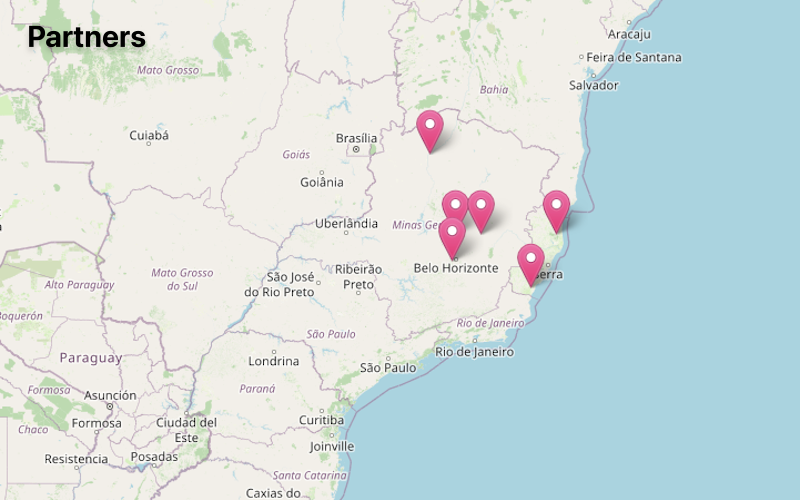 Partners
Aracaju
Feira de Santana
Mato Grosso
Salvador
Bahia
Cuiabá
Brasília
Goiás
Goiânia
Uberlândia
Minas Ge
Belo Horizonte
Serra
Mato Grosso
do Sul
São José
do Rio Preto
Ribeirão
Preto
Alto Paraguay
Boquerón
São Paulo
Rio de Janeiro
Rio de Janeiro
Paraguay
Londrina
São Paulo
Formosa
Asunción
Paraná
Formosa
Ciudad del
Este
Curitiba
Chaco
Joinville
Resistencia
Posadas
Santa Catarina
Caxias do